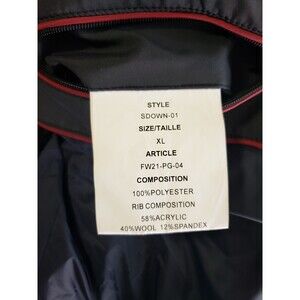 STYLE
SDOWN-01
SIZE/TAILLE
XL
ARTICLE
FW21-PG-04
COMPOSITION
100%POLYESTER
RIB COMPOSITION
58%ACRYLIC
40%WOOL 12%SPANDEX